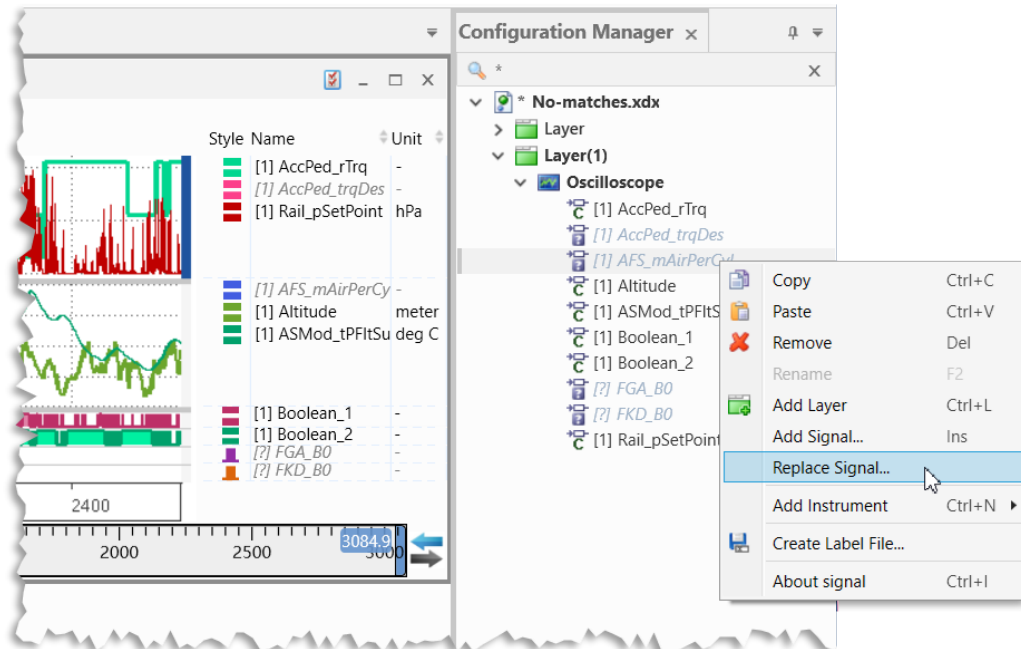 Configuration Manager
*
Style Name Unit
[1] AccPed_rTrq -
[1] AccPed_trqDes -
[1] Rail_pSetPoint hPa
[1] AFS_mAirPerCy -
[1] Altitude meter
[1] ASMod_tPFltSu deg C
[1] Boolean_1 -
[1] Boolean_2 -
[?] FGA_B0 -
[?] FKD_B0 -
2400
2000 2500 3084.9 3000
* No-matches.xdx
Layer
Layer(1)
Oscilloscope
[1] AccPed_rTrq
[1] AccPed_trqDes
[1] AFS_mAirPerCyl
[1] Altitude
[1] ASMod_tPFltS
[1] Boolean_1
[1] Boolean_2
[?] FGA_B0
[?] FKD_B0
[1] Rail_pSetPoint
Copy Ctrl+C
Paste Ctrl+V
Remove Del
Rename F2
Add Layer Ctrl+L
Add Signal... Ins
Replace Signal...
Add Instrument Ctrl+N
Create Label File...
About signal Ctrl+I